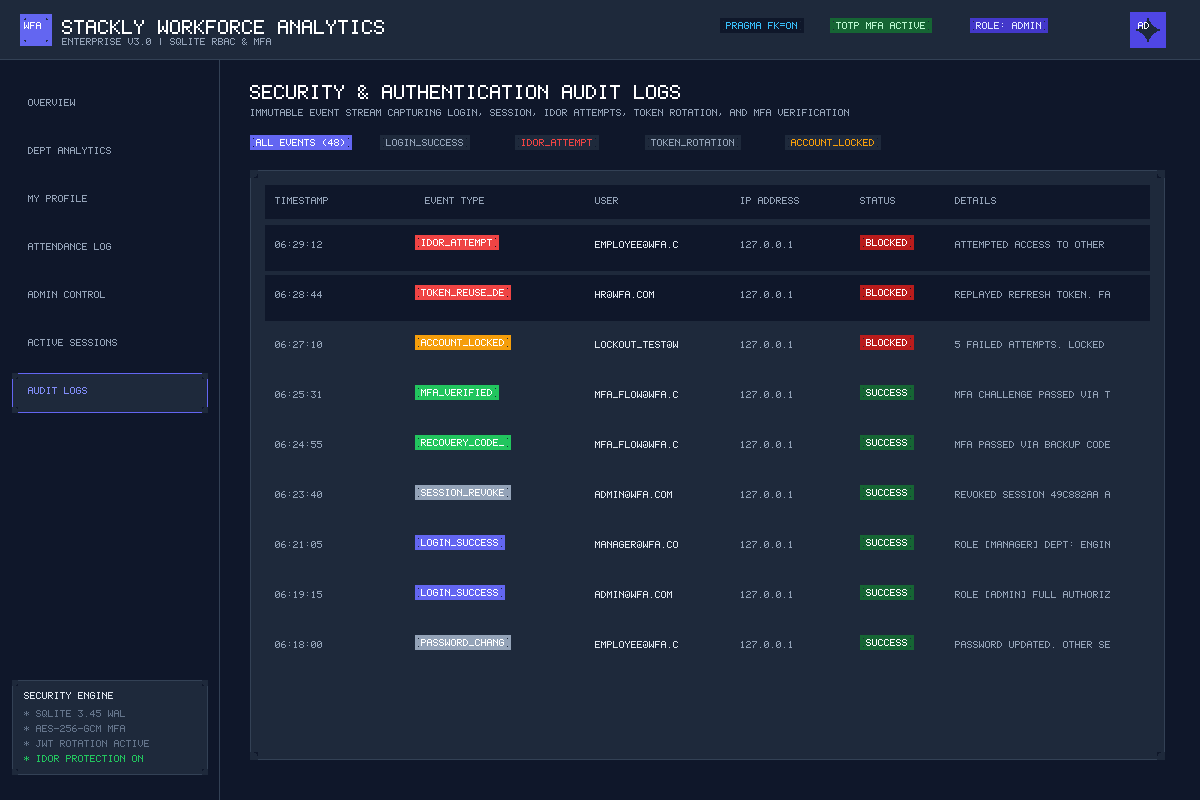 WFA
STACKLY WORKFORCE ANALYTICS
ENTERPRISE V3.0 | SQLITE RBAC & MFA
PRAGMA FK=ON
TOTP MFA ACTIVE
ROLE: ADMIN
AD
OVERVIEW
DEPT ANALYTICS
MY PROFILE
ATTENDANCE LOG
ADMIN CONTROL
ACTIVE SESSIONS
AUDIT LOGS
SECURITY ENGINE
* SQLITE 3.45 WAL
* AES-256-GCM MFA
* JWT ROTATION ACTIVE
* IDOR PROTECTION ON
SECURITY & AUTHENTICATION AUDIT LOGS
IMMUTABLE EVENT STREAM CAPTURING LOGIN, SESSION, IDOR ATTEMPTS, TOKEN ROTATION, AND MFA VERIFICATION
ALL EVENTS (48) LOGIN_SUCCESS IDOR_ATTEMPT TOKEN_ROTATION ACCOUNT_LOCKED
TIMESTAMP EVENT TYPE USER IP ADDRESS STATUS DETAILS
06:29:12 IDOR_ATTEMPT EMPLOYEE@WFA.C 127.0.0.1 BLOCKED ATTEMPTED ACCESS TO OTHER
06:28:44 TOKEN_REUSE_DE HR@WFA.COM 127.0.0.1 BLOCKED REPLAYED REFRESH TOKEN. FA
06:27:10 ACCOUNT_LOCKED LOCKOUT_TEST@W 127.0.0.1 BLOCKED 5 FAILED ATTEMPTS. LOCKED
06:25:31 MFA_VERIFIED MFA_FLOW@WFA.C 127.0.0.1 SUCCESS MFA CHALLENGE PASSED VIA T
06:24:55 RECOVERY_CODE_ MFA_FLOW@WFA.C 127.0.0.1 SUCCESS MFA PASSED VIA BACKUP CODE
06:23:40 SESSION_REVOKE ADMIN@WFA.COM 127.0.0.1 SUCCESS REVOKED SESSION 49C882AA A
06:21:05 LOGIN_SUCCESS MANAGER@WFA.CO 127.0.0.1 SUCCESS ROLE [MANAGER] DEPT: ENGIN
06:19:15 LOGIN_SUCCESS ADMIN@WFA.COM 127.0.0.1 SUCCESS ROLE [ADMIN] FULL AUTHORIZ
06:18:00 PASSWORD_CHANG EMPLOYEE@WFA.C 127.0.0.1 SUCCESS PASSWORD UPDATED. OTHER SE